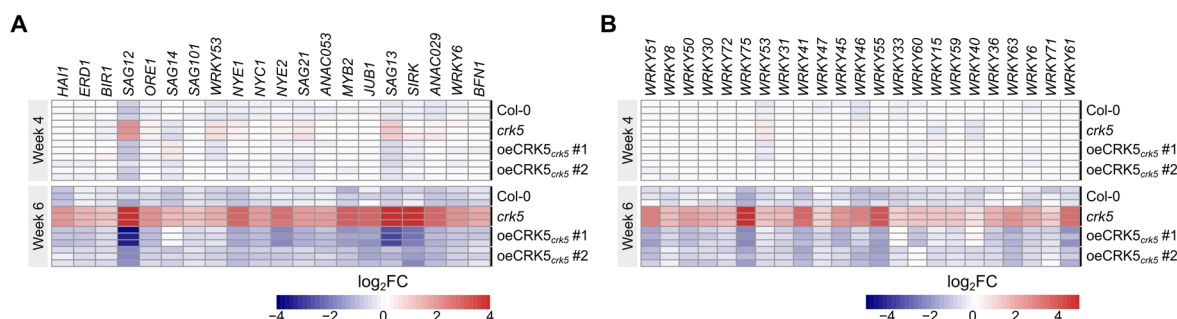 A
HAI1 ERD1 BIR1 SAG12 ORE1 SAG14 SAG101 WRKY53 NYE1 NYC1 NYE2 SAG21 ANAC053 MYB2 JUB1 SAG13 SIRK ANAC029 WRKY6 BFN1
Week 4
Col-0
crk5
oeCRK5crk5 #1
oeCRK5crk5 #2
Week 6
Col-0
crk5
oeCRK5crk5 #1
oeCRK5crk5 #2
log2FC
−4 −2 0 2 4
B
WRKY51 WRKY8 WRKY50 WRKY30 WRKY72 WRKY75 WRKY53 WRKY31 WRKY41 WRKY47 WRKY45 WRKY46 WRKY55 WRKY33 WRKY60 WRKY15 WRKY59 WRKY40 WRKY36 WRKY63 WRKY6 WRKY71 WRKY61
Week 4
Col-0
crk5
oeCRK5crk5 #1
oeCRK5crk5 #2
Week 6
Col-0
crk5
oeCRK5crk5 #1
oeCRK5crk5 #2
log2FC
−4 −2 0 2 4